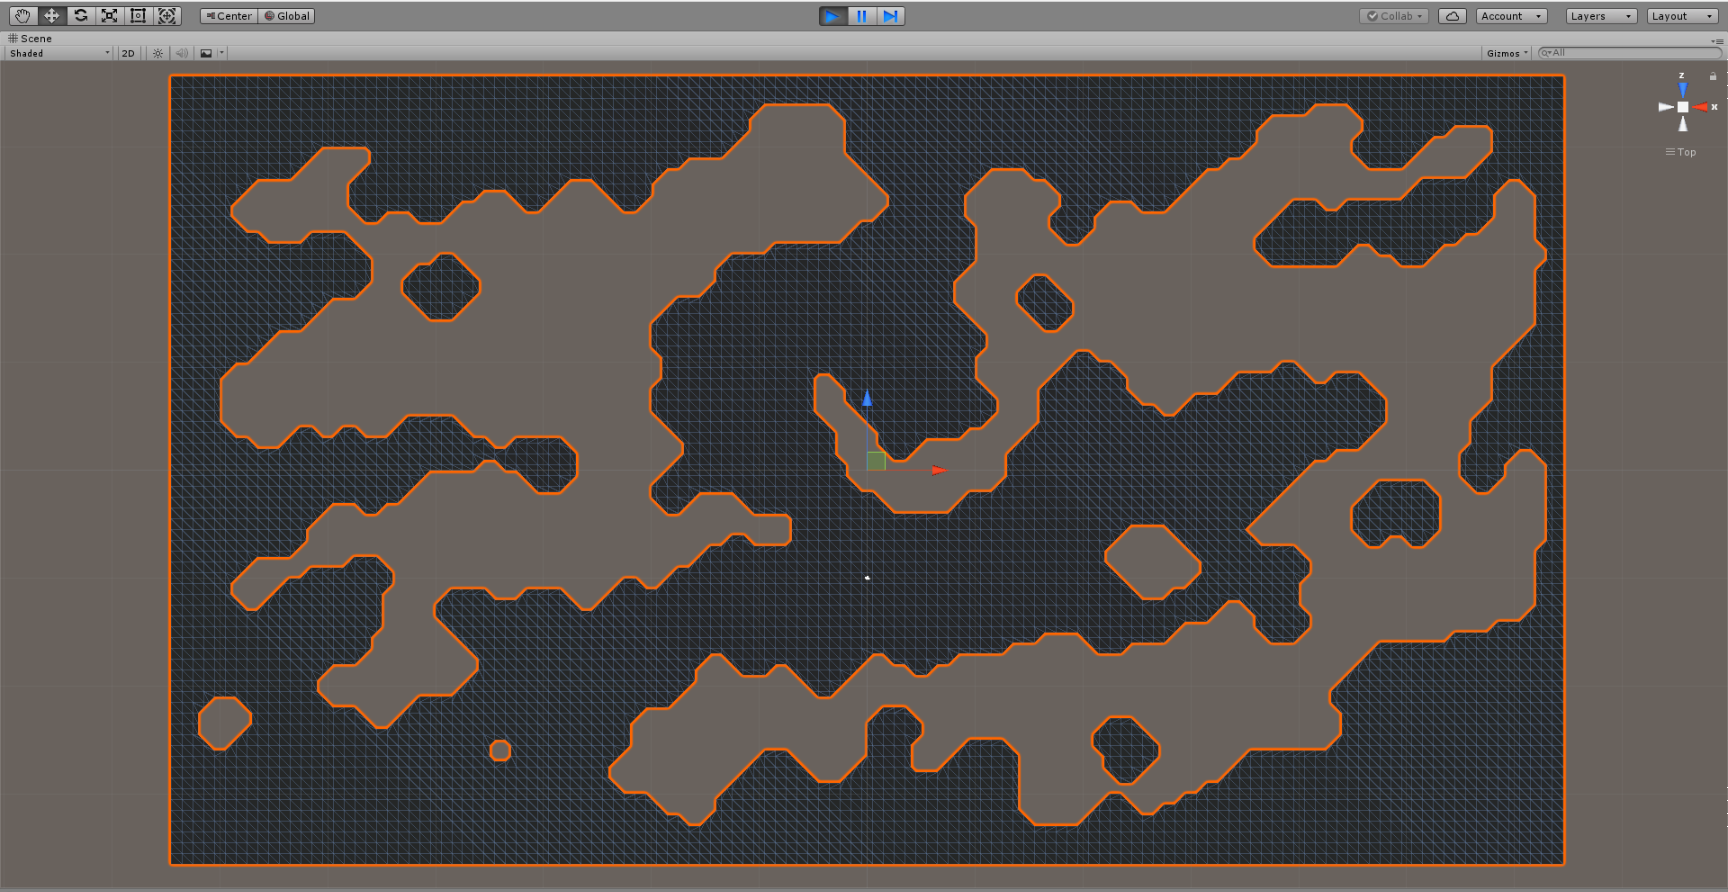 Center Global Collab Account Layers Layout
Scene
Shaded 2D Gizmos All
z
x
Top